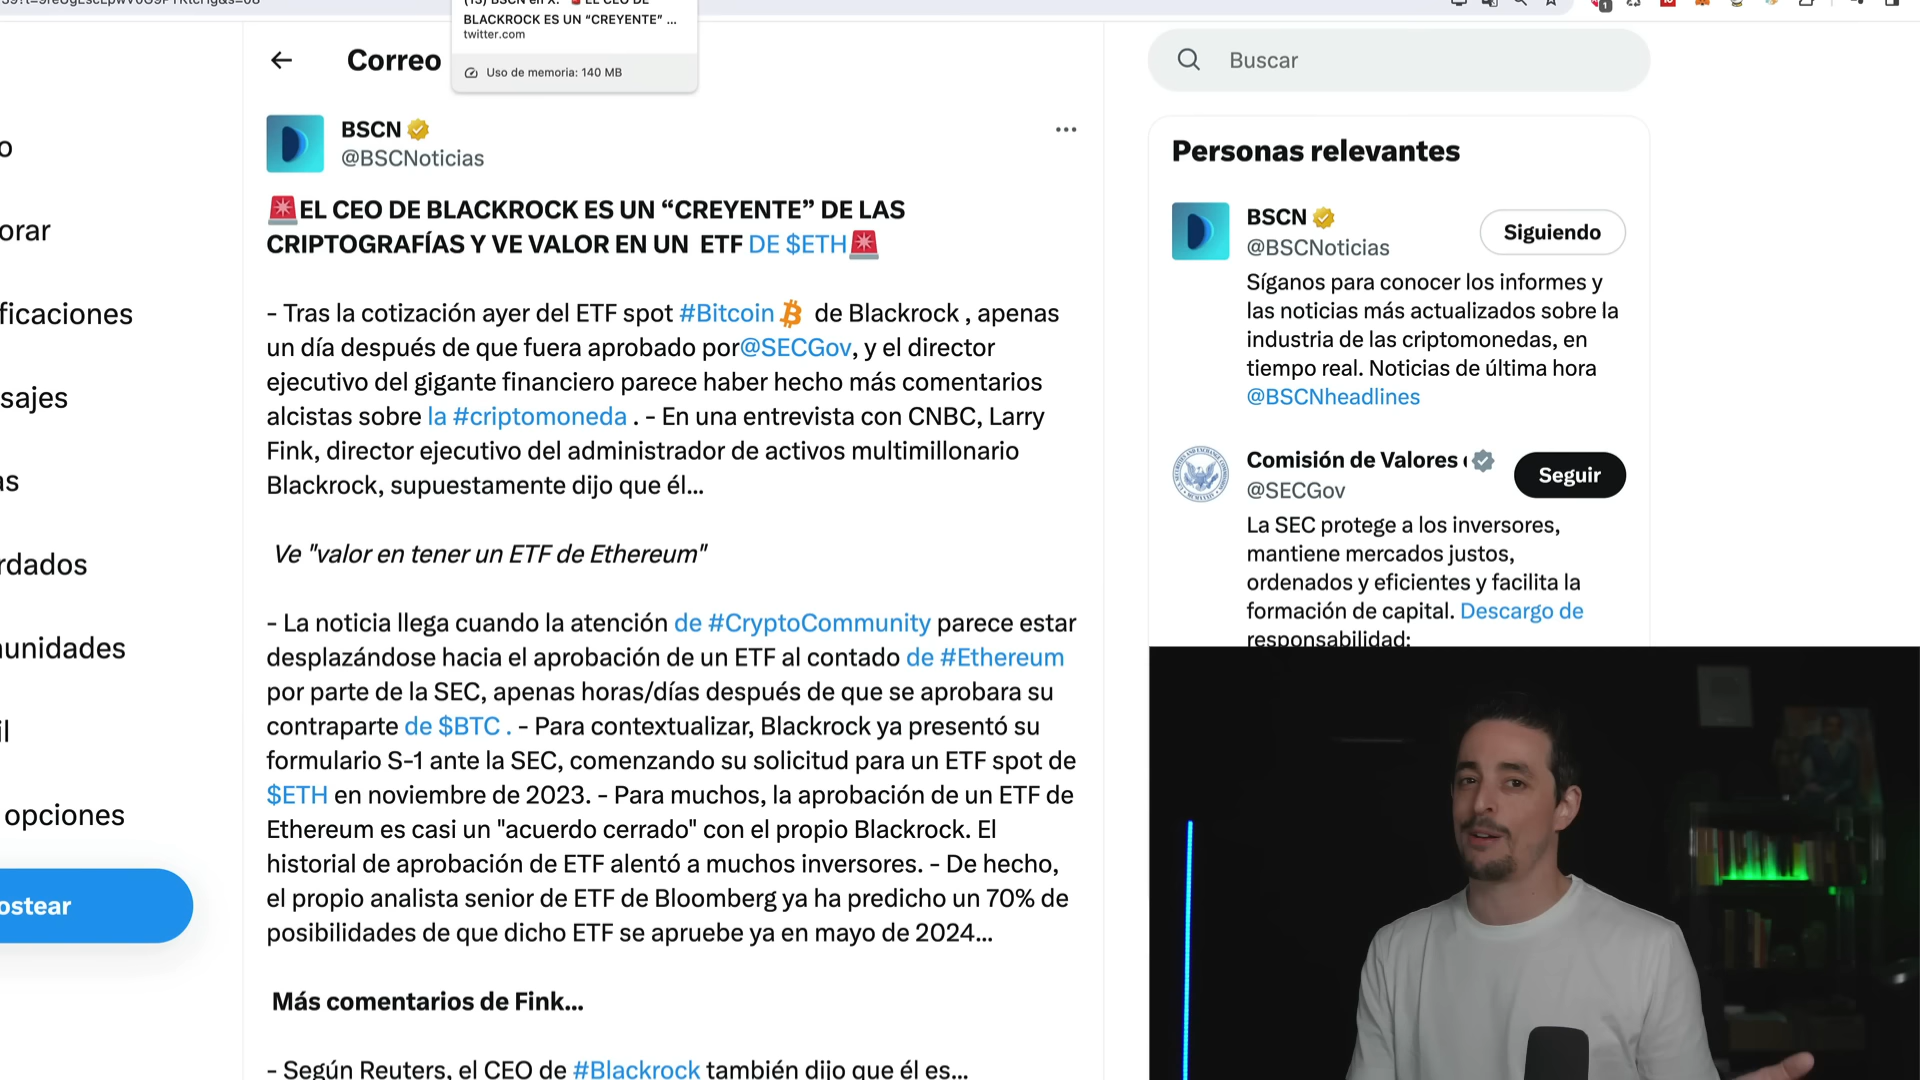 BLACKROCK ES UN “CREYENTE” ...
twitter.com
Uso de memoria: 140 MB
Correo
Buscar
BSCN
@BSCNoticias
EL CEO DE BLACKROCK ES UN “CREYENTE” DE LAS
CRIPTOGRAFÍAS Y VE VALOR EN UN ETF DE $ETH
- Tras la cotización ayer del ETF spot #Bitcoin de Blackrock , apenas
un día después de que fuera aprobado por@SECGov, y el director
ejecutivo del gigante financiero parece haber hecho más comentarios
alcistas sobre la #criptomoneda . - En una entrevista con CNBC, Larry
Fink, director ejecutivo del administrador de activos multimillonario
Blackrock, supuestamente dijo que él...
Ve "valor en tener un ETF de Ethereum"
- La noticia llega cuando la atención de #CryptoCommunity parece estar
desplazándose hacia el aprobación de un ETF al contado de #Ethereum
por parte de la SEC, apenas horas/días después de que se aprobara su
contraparte de $BTC . - Para contextualizar, Blackrock ya presentó su
formulario S-1 ante la SEC, comenzando su solicitud para un ETF spot de
$ETH en noviembre de 2023. - Para muchos, la aprobación de un ETF de
Ethereum es casi un "acuerdo cerrado" con el propio Blackrock. El
historial de aprobación de ETF alentó a muchos inversores. - De hecho,
el propio analista senior de ETF de Bloomberg ya ha predicho un 70% de
posibilidades de que dicho ETF se apruebe ya en mayo de 2024...
Más comentarios de Fink...
- Según Reuters, el CEO de #Blackrock también dijo que él es...
o
orar
ficaciones
sajes
as
rdados
unidades
il
opciones
ostear
Personas relevantes
BSCN
@BSCNoticias
Siguiendo
Síganos para conocer los informes y
las noticias más actualizados sobre la
industria de las criptomonedas, en
tiempo real. Noticias de última hora
@BSCNheadlines
Comisión de Valores
@SECGov
Seguir
La SEC protege a los inversores,
mantiene mercados justos,
ordenados y eficientes y facilita la
formación de capital. Descargo de
responsabilidad: